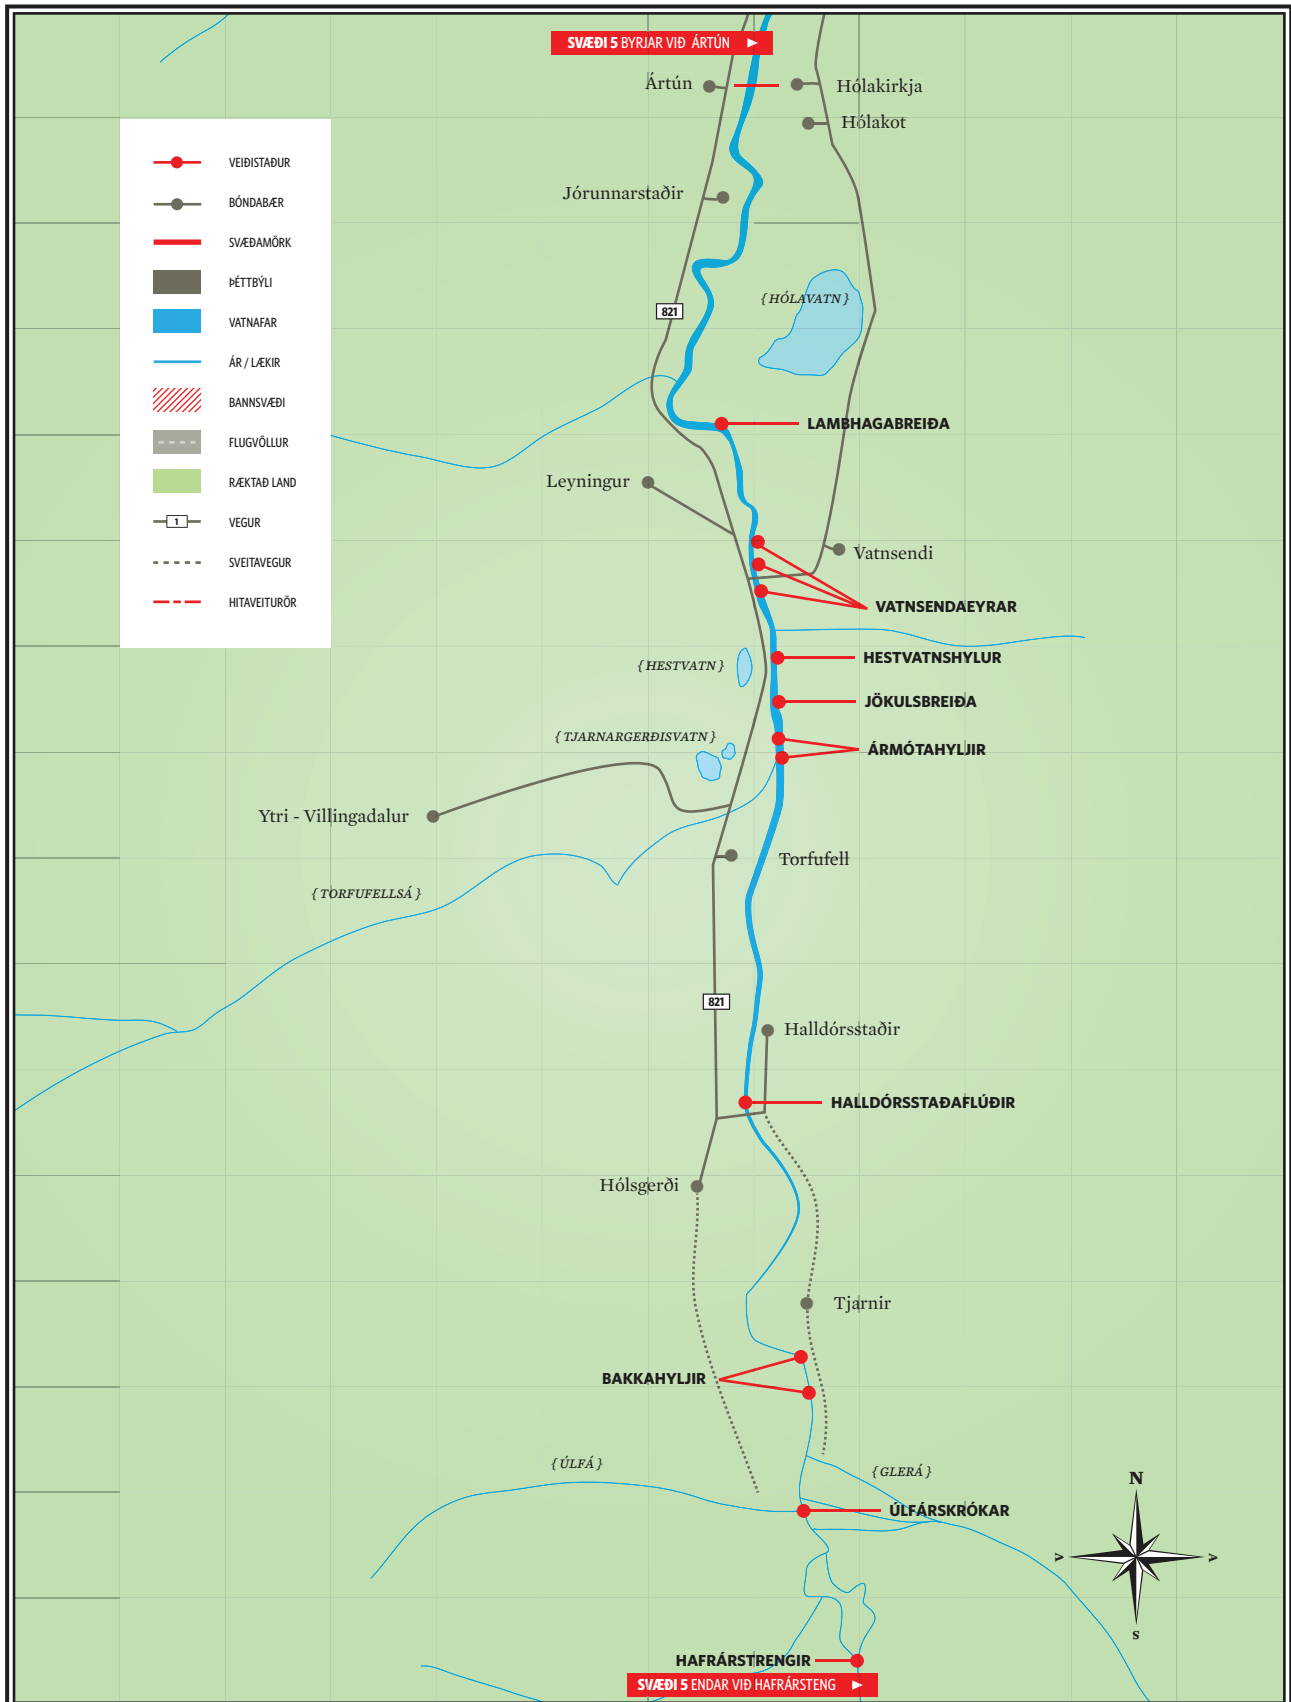 SVÆÐI 5 BYRJAR VIÐ ÁRTÚN
Ártún
Hólakirkja
Hólakot
VEIÐISTAÐUR
BÓNDABÆR
SVÆÐAMÖRK
ÞÉTTBÝLI
VATNAFAR
ÁR / LÆKIR
BANNSVÆÐI
FLUGVÖLLUR
RÆKTAÐ LAND
1 VEGUR
SVEITAVEGUR
HITAVEITURÖR
Jórunnarstaðir
{HÓLAVATN}
821
LAMBHAGABREIÐA
Leyningur
Vatnsendi
VATNSENDAEYRAR
HESTVATNSHYLUR
{HESTVATN}
JÖKULSBREIÐA
{TJARNARGERÐISVATN}
ÁRMÓTAHYLJIR
Ytri - Villingadalur
Torfufell
{TORFUFELLSÁ}
821
Halldórsstaðir
HALLDÓRSSTAÐAFLÚÐIR
Hólsgerði
Tjarnir
BAKKAHYLJIR
{ÚLFÁ}
{GLERÁ}
N
ÚLFÁRSKRÓKAR
V
A
S
HAFRÁRSTRENGIR
SVÆÐI 5 ENDAR VIÐ HAFRÁRSTENG